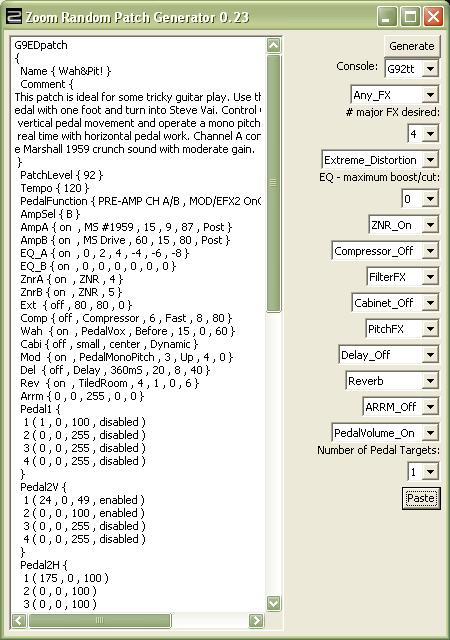 Zoom Random Patch Generator 0.23
G9EDpatch
{
Name { Wah&Pit! }
Comment {
This patch is ideal for some tricky guitar play. Use th
edal with one foot and turn into Steve Vai. Control
vertical pedal movement and operate a mono pitch
real time with horizontal pedal work. Channel A con
e Marshall 1959 crunch sound with moderate gain.
}
PatchLevel { 92 }
Tempo { 120 }
PedalFunction { PRE-AMP CH A/B , MOD/EFX2 On
AmpSel { B }
AmpA { on , MS #1959 , 15 , 9 , 87 , Post }
AmpB { on , MS Drive , 60 , 15 , 80 , Post }
EQ_A { on , 0 , 2 , 4 , -4 , -6 , -8 }
EQ_B { on , 0 , 0 , 0 , 0 , 0 , 0 }
ZnrA { on , ZNR , 4 }
ZnrB { on , ZNR , 5 }
Ext { off , 80 , 80 , 0 }
Comp { off , Compressor , 6 , Fast , 8 , 80 }
Wah { on , PedalVox , Before , 15 , 0 , 60 }
Cabi { off , small , center , Dynamic }
Mod { on , PedalMonoPitch , 3 , Up , 4 , 0 }
Del { off , Delay , 360mS , 20 , 8 , 40 }
Rev { on , TiledRoom , 4 , 1 , 0 , 6 }
Arrm { 0 , 0 , 255 , 0 , 0 }
Pedal1 {
1 ( 1 , 0 , 100 , disabled )
2 ( 0 , 0 , 255 , disabled )
3 ( 0 , 0 , 255 , disabled )
4 ( 0 , 0 , 255 , disabled )
}
Pedal2V {
1 ( 24 , 0 , 49 , enabled )
2 ( 0 , 0 , 100 , enabled )
3 ( 0 , 0 , 255 , disabled )
4 ( 0 , 0 , 255 , disabled )
}
Pedal2H {
1 ( 175 , 0 , 100 )
2 ( 0 , 0 , 100 )
3 ( 0 , 0 , 100 )
Generate
Console: G92tt
Any_FX
# major FX desired:
4
Extreme_Distortion
EQ - maximum boost/cut:
0
ZNR_On
Compressor_Off
FilterFX
Cabinet_Off
PitchFX
Delay_Off
Reverb
ARRM_Off
PedalVolume_On
Number of Pedal Targets:
1
Paste